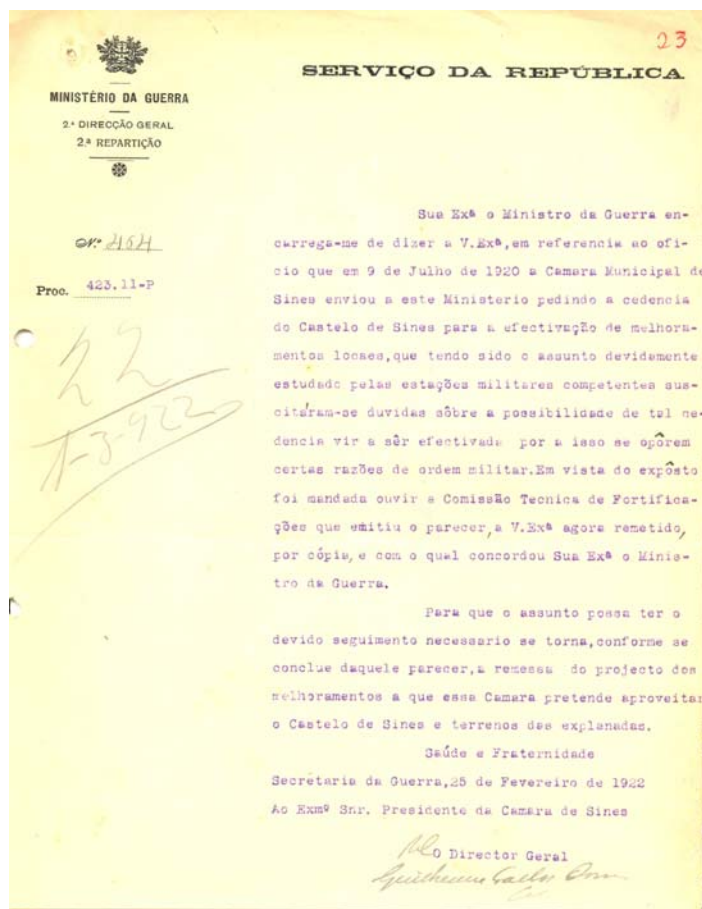 23
SERVIÇO DA REPÚBLICA
MINISTÉRIO DA GUERRA
2.ª DIRECÇÃO GERAL
2.ª REPARTIÇÃO
N.º 464
Proc. 423.11-P
22
1-3-922
Sua Exª o Ministro da Guerra en-
carrega-me de dizer a V.Exª,em referencia ao ofi-
cio que em 9 de Julho de 1920 a Camara Municipal de
Sines enviou a este Ministerio pedindo a cedencia
do Castelo de Sines para a efectivação de melhora-
mentos locaes,que tendo sido o assunto devidamente
estudado pelas estações militares competentes sus-
citáram-se duvidas sôbre a possibilidade de tal ce-
dencia vir a sêr efectivada por a isso se opôrem
certas razões de ordem militar.Em vista do expôsto
foi mandada ouvir a Comissão Tecnica de Fortifica-
ções que emitiu o parecer,a V.Exª agora remetido,
por cópia,e com o qual concordou Sua Exª o Minis-
tro da Guerra.
Para que o assunto possa ter o
devido seguimento necessario se torna,conforme se
conclue daquele parecer,a remessa do projecto dos
melhoramentos a que essa Camara pretende aproveitar
o Castelo de Sines e terrenos das explanadas.
Saúde e Fraternidade
Secretaria da Guerra,25 de Fevereiro de 1922
Ao Exmº Snr. Presidente da Camara de Sines
O Director Geral
Guilherme Carlos